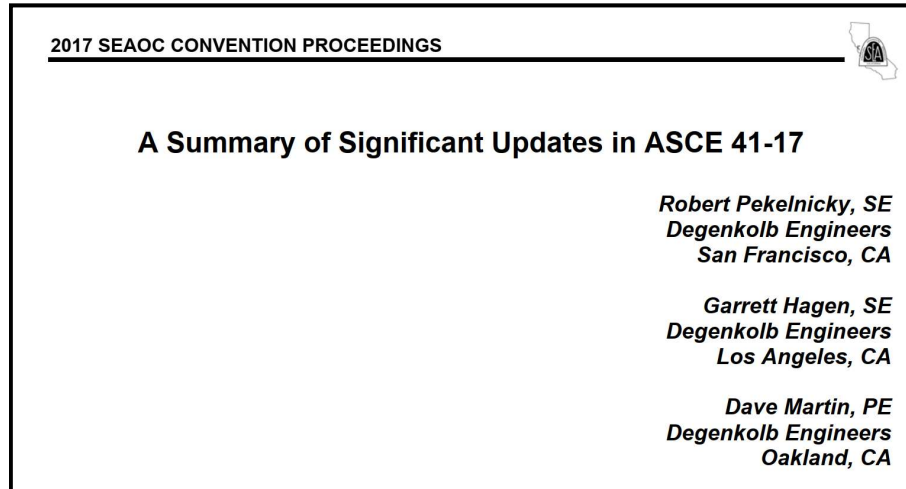 2017 SEAOC CONVENTION PROCEEDINGS
A Summary of Significant Updates in ASCE 41-17
Robert Pekelnicky, SE
Degenkolb Engineers
San Francisco, CA
Garrett Hagen, SE
Degenkolb Engineers
Los Angeles, CA
Dave Martin, PE
Degenkolb Engineers
Oakland, CA